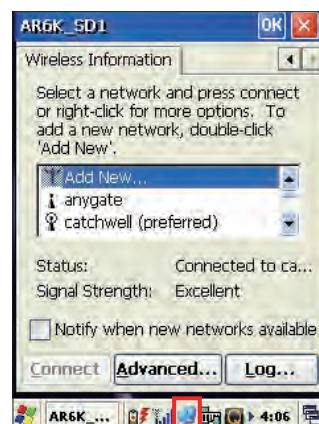 AR6K_SD1 OK
Wireless Information
Select a network and press connect
or right-click for more options. To
add a new network, double-click
'Add New'.
Add New...
anygate
catchwell (preferred)
Status: Connected to ca...
Signal Strength: Excellent
Notify when new networks available
Connect Advanced... Log...
AR6K_... 4:06